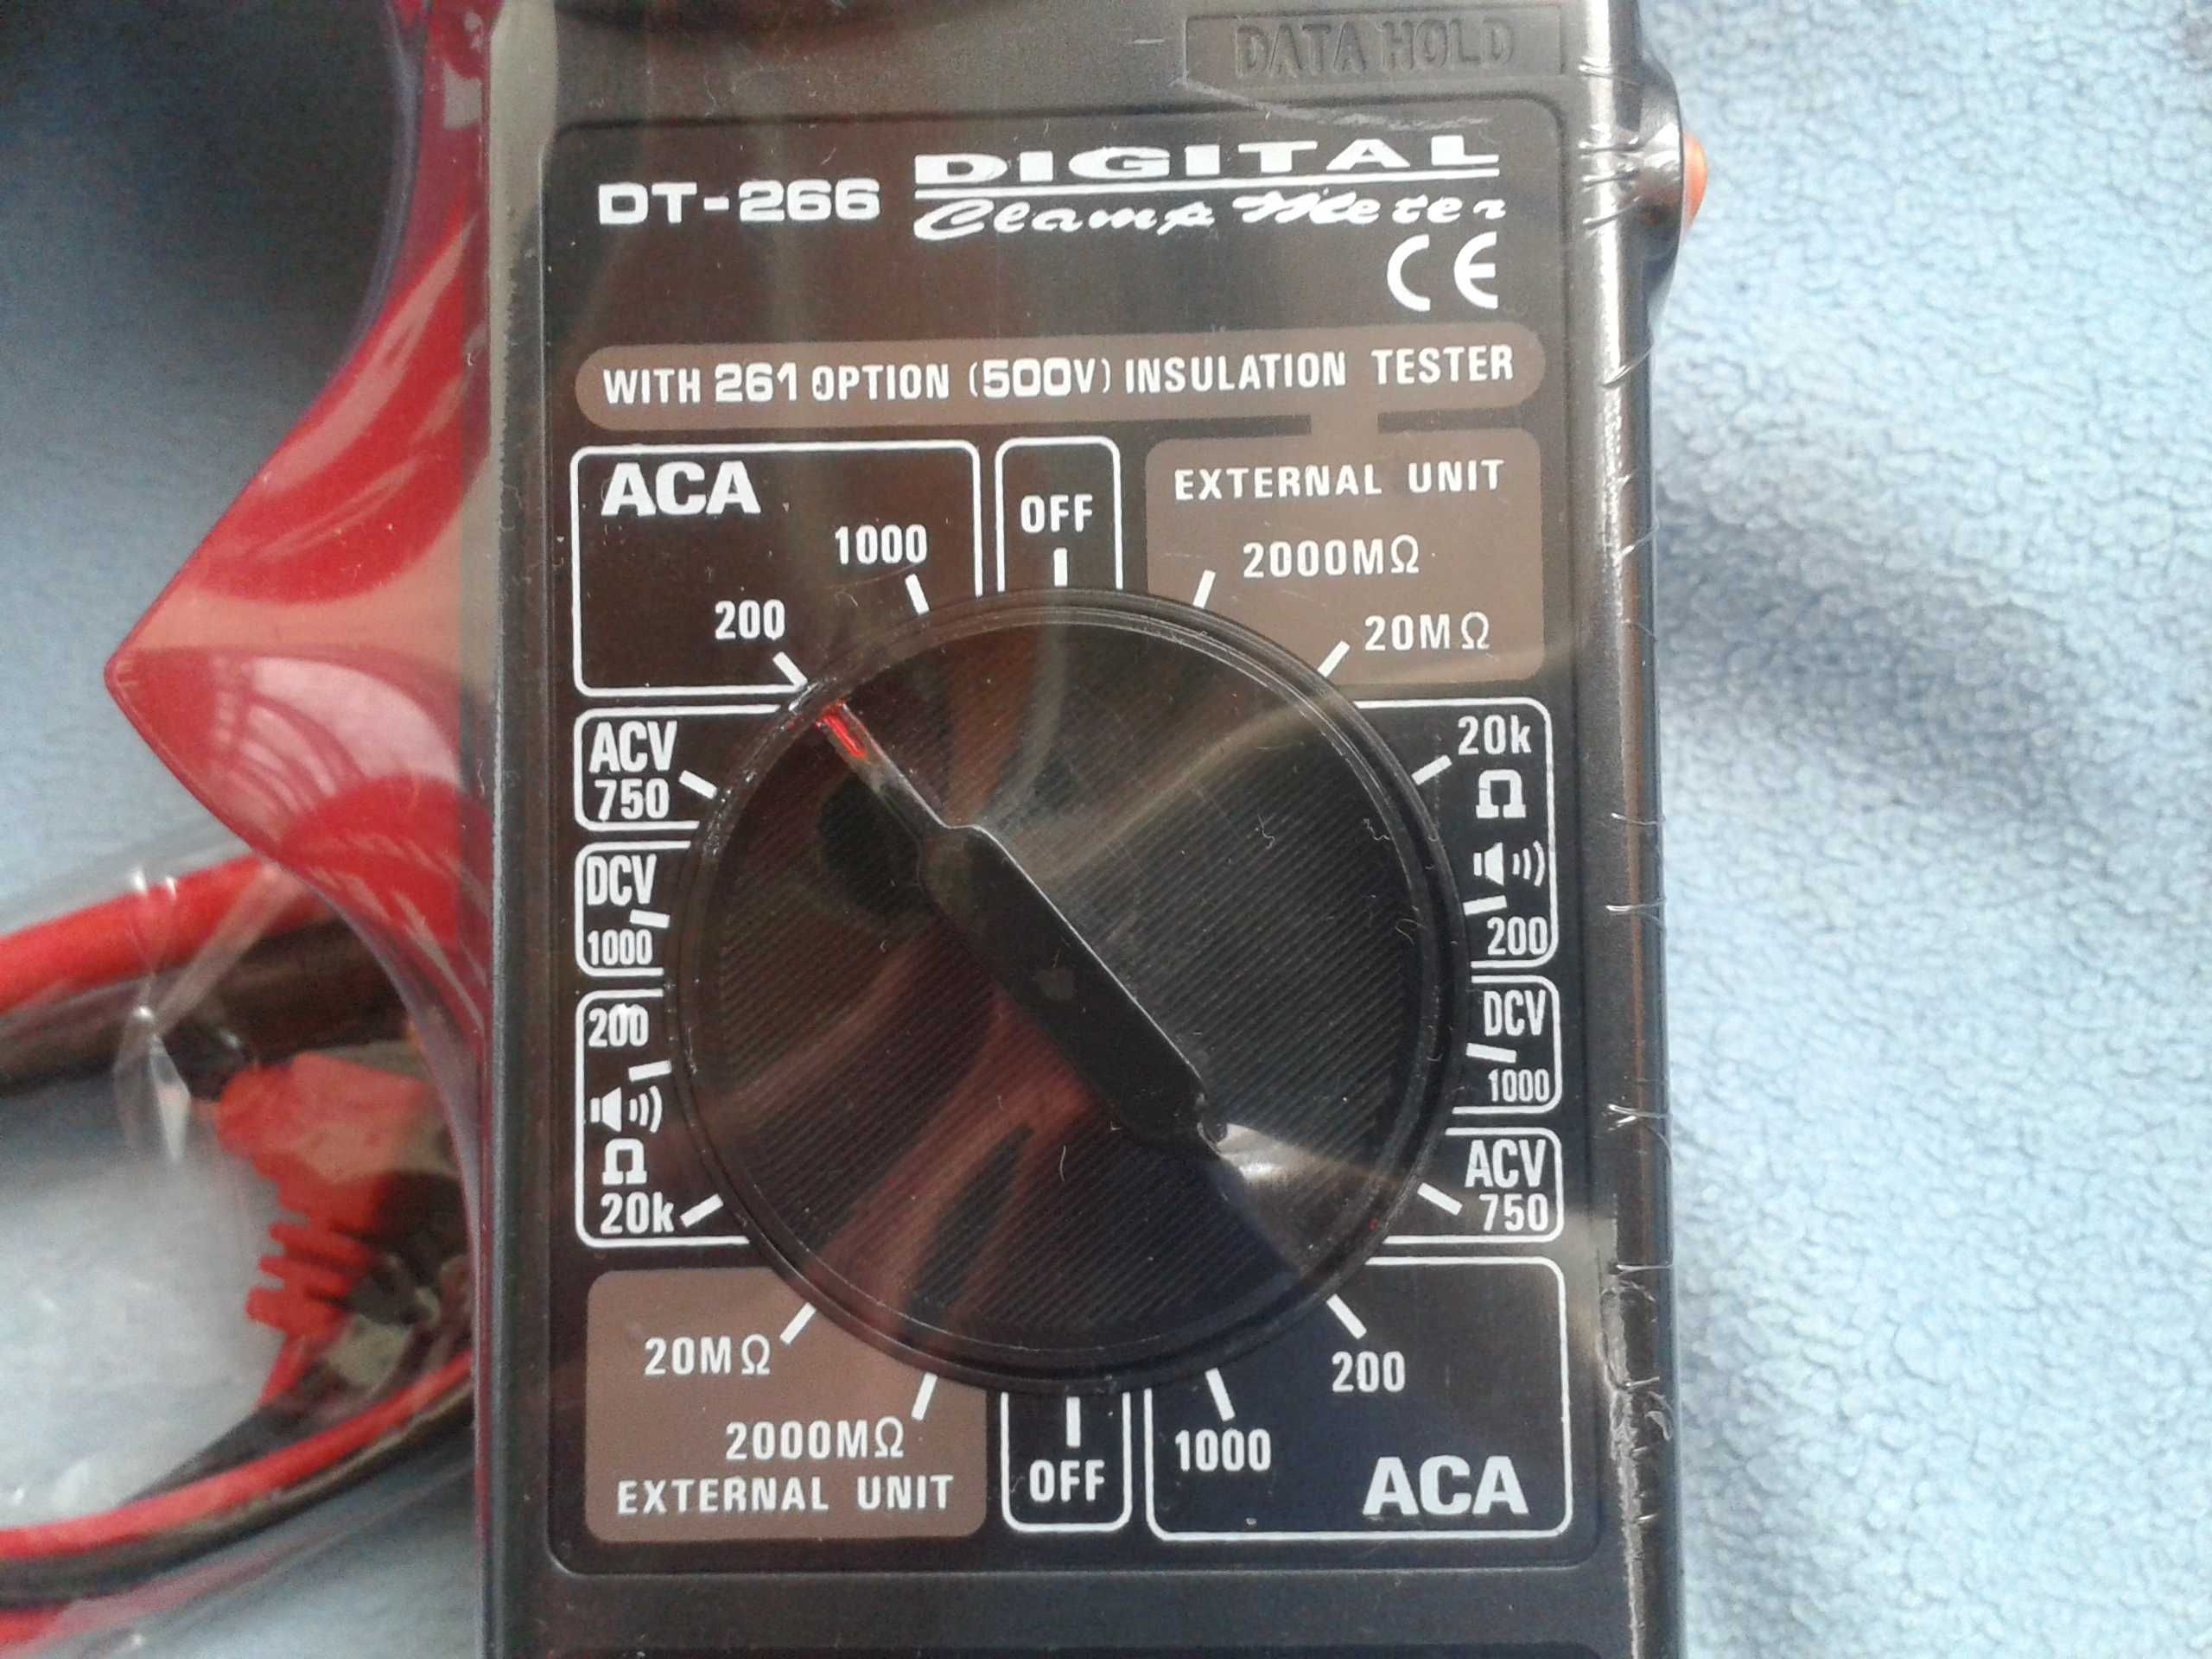 DATA HOLD
DT-266 DIGITAL
Clamp Meter
CE
WITH 261 OPTION (500V) INSULATION TESTER
ACA
OFF
EXTERNAL UNIT
1000
2000MΩ
200
20MΩ
ACV
750
20k
Ω
DCV
1000
200
200
Ω
20k
DCV
1000
ACV
750
20MΩ
200
2000MΩ
1000
EXTERNAL UNIT
OFF
ACA